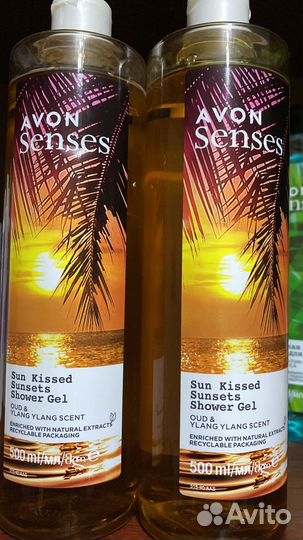 AVON
senses
Sun Kissed
Sunsets
Shower Gel
OUD &
YLANG YLANG SCENT
ENRICHED WITH NATURAL EXTRACTS
RECYCLABLE PACKAGING
500 ml/мл/მლ e
AVON
senses
Sun Kissed
Sunsets
Shower Gel
OUD &
YLANG YLANG SCENT
ENRICHED WITH NATURAL EXTRACTS
RECYCLABLE PACKAGING
500 ml/мл/მლ e
Avito